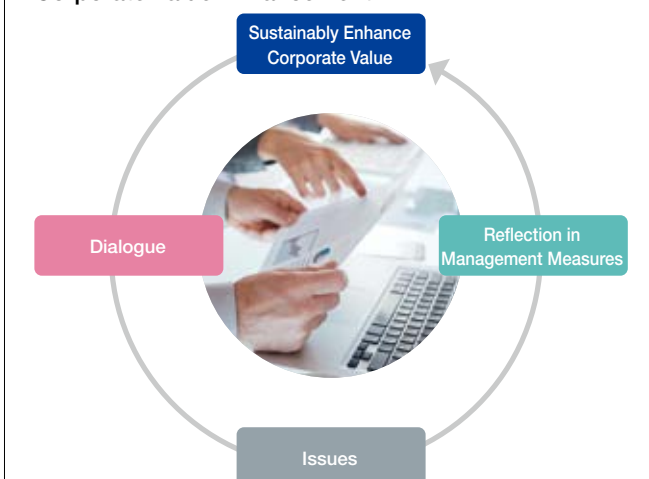 Sustainably Enhance
Corporate Value
Dialogue
Reflection in
Management Measures
Issues